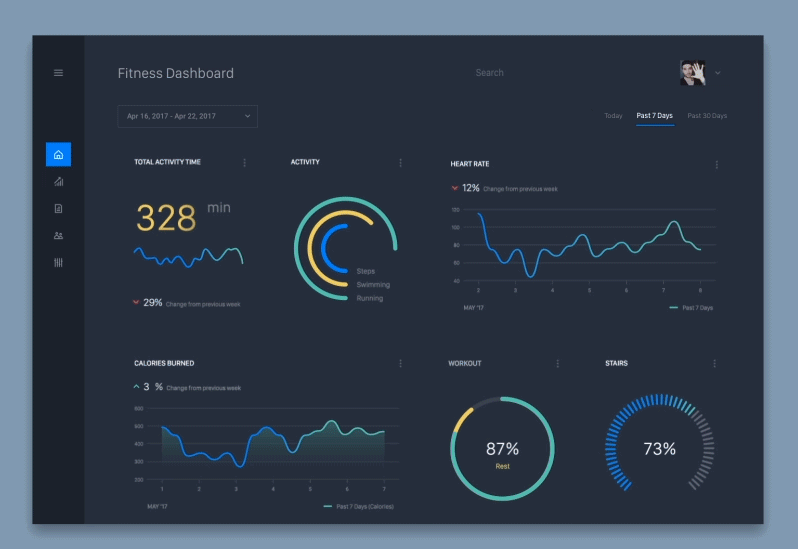 Fitness Dashboard
Search
Apr 16, 2017 - Apr 22, 2017
Today
Past 7 Days
Past 30 Days
TOTAL ACTIVITY TIME
328 min
29% Change from previous week
ACTIVITY
Steps
Swimming
Running
HEART RATE
12% Change from previous week
100
80
60
40
2 3 3 4 5 6 7 8
MAY '17
Past 7 Days
CALORIES BURNED
3 % Change from previous week
400
300
1 2 3 4 5 6 7
MAY '17
Past 7 Days (Calories)
WORKOUT
87%
Rest
STAIRS
73%